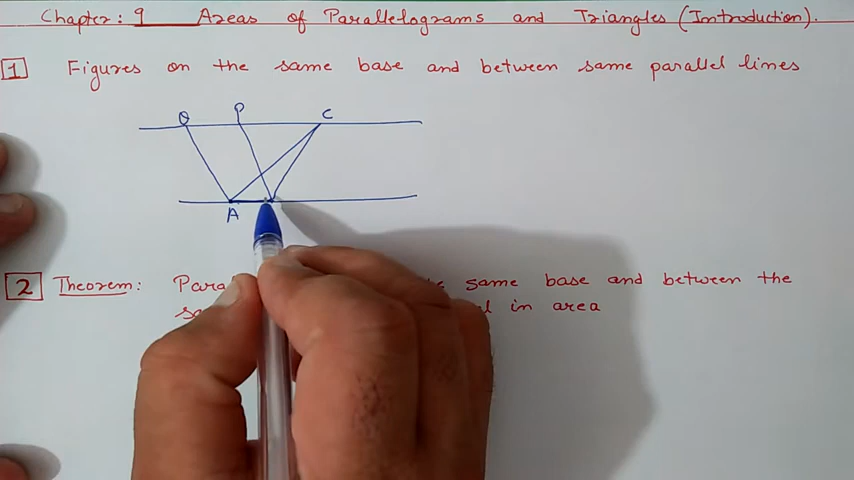 Chapter: 9 Areas of Parallelograms and Triangles (Introduction).
1 Figures on the same base and between same parallel lines
Q P C
A
2 Theorem: same base and between the
in area